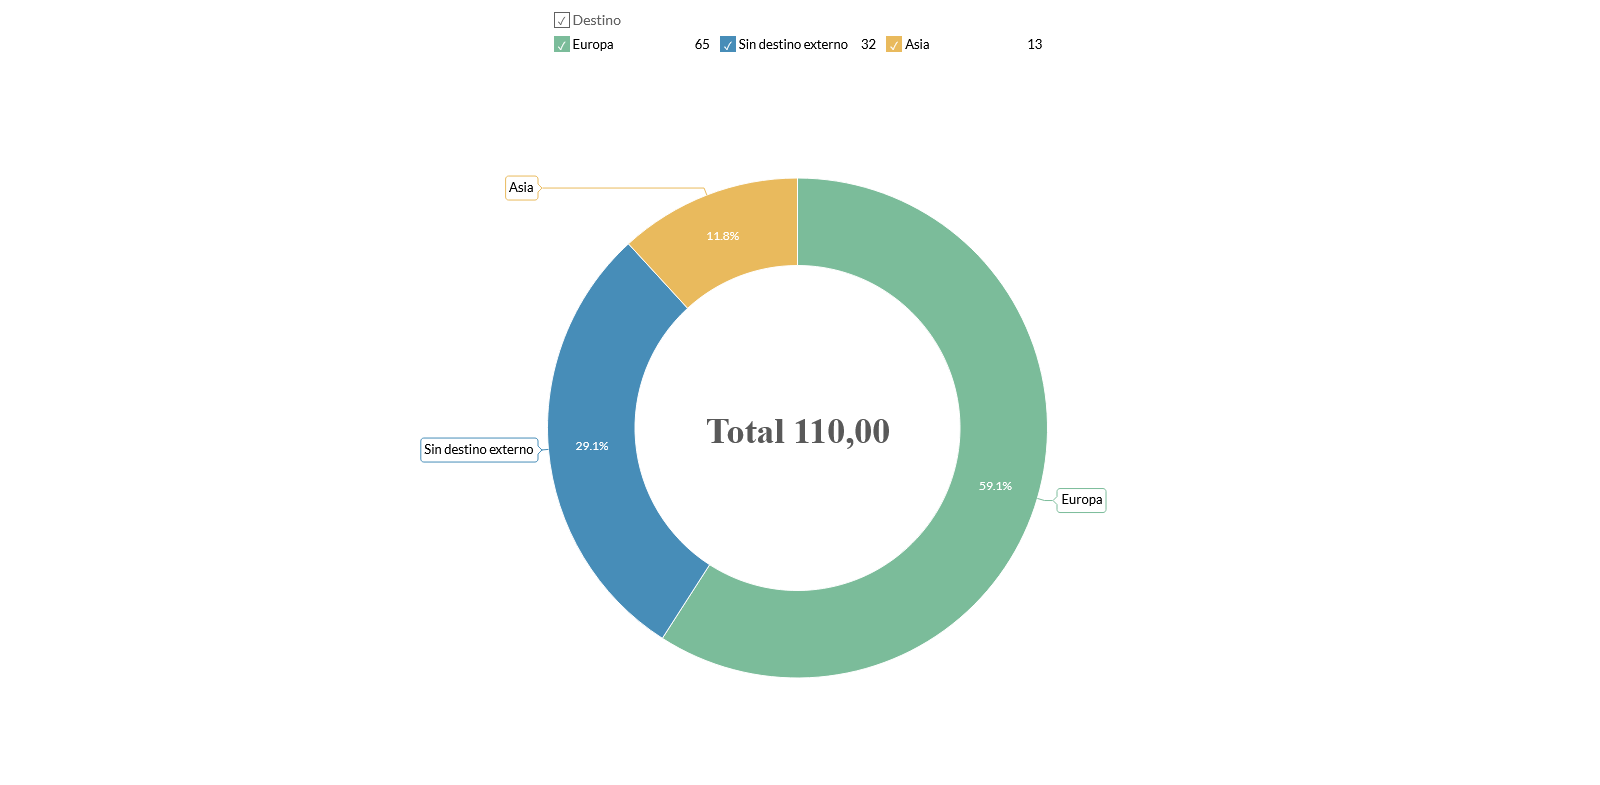 Destino
Europa 65 Sin destino externo 32 Asia 13
Asia
11.8%
Total 110,00
Sin destino externo
29.1%
59.1%
Europa